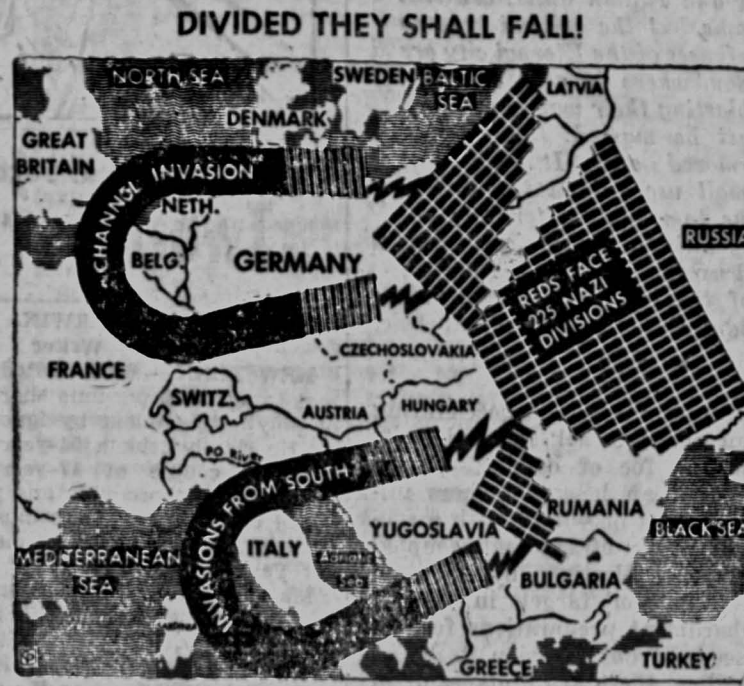 DIVIDED THEY SHALL FALL!
NORTH SEA
SWEDEN
BALTIC
SEA
LATVIA
DENMARK
GREAT
BRITAIN
CHANNEL INVASION
NETH.
BELG.
GERMANY
RUSSIA
REDS FACE
225 NAZI
DIVISIONS
CZECHOSLOVAKIA
FRANCE
SWITZ.
AUSTRIA
HUNGARY
PO RIVER
INVASIONS FROM SOUTH
ITALY
YUGOSLAVIA
RUMANIA
BLACK SEA
MEDITERRANEAN
SEA
Adriatic
Sea
BULGARIA
GREECE
TURKEY